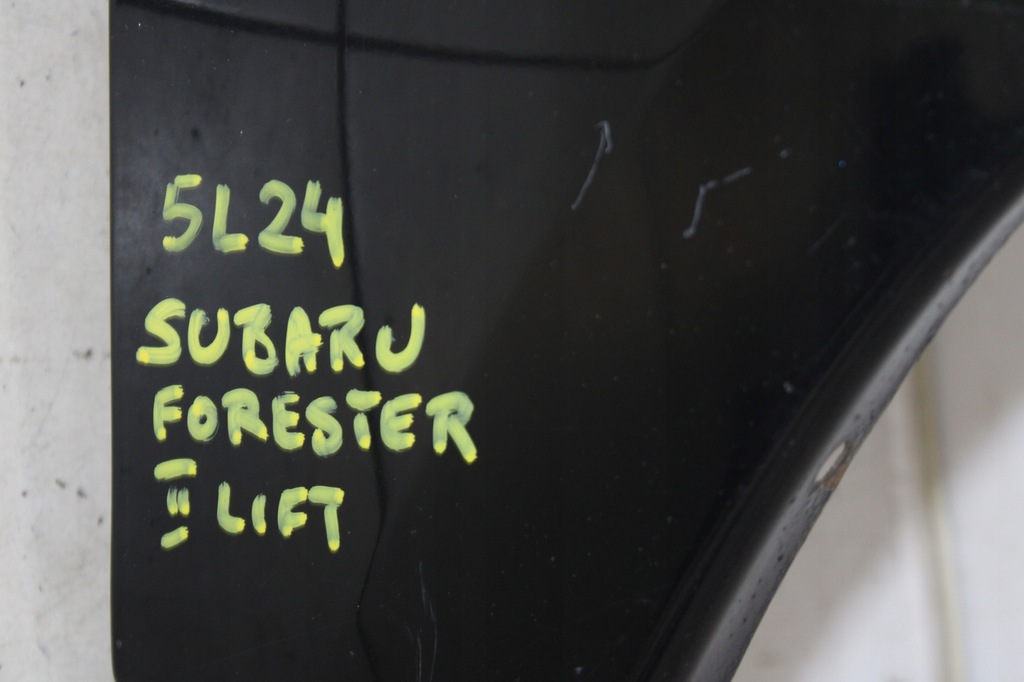 5L24
SUBARU
FORESTER
II LIFT